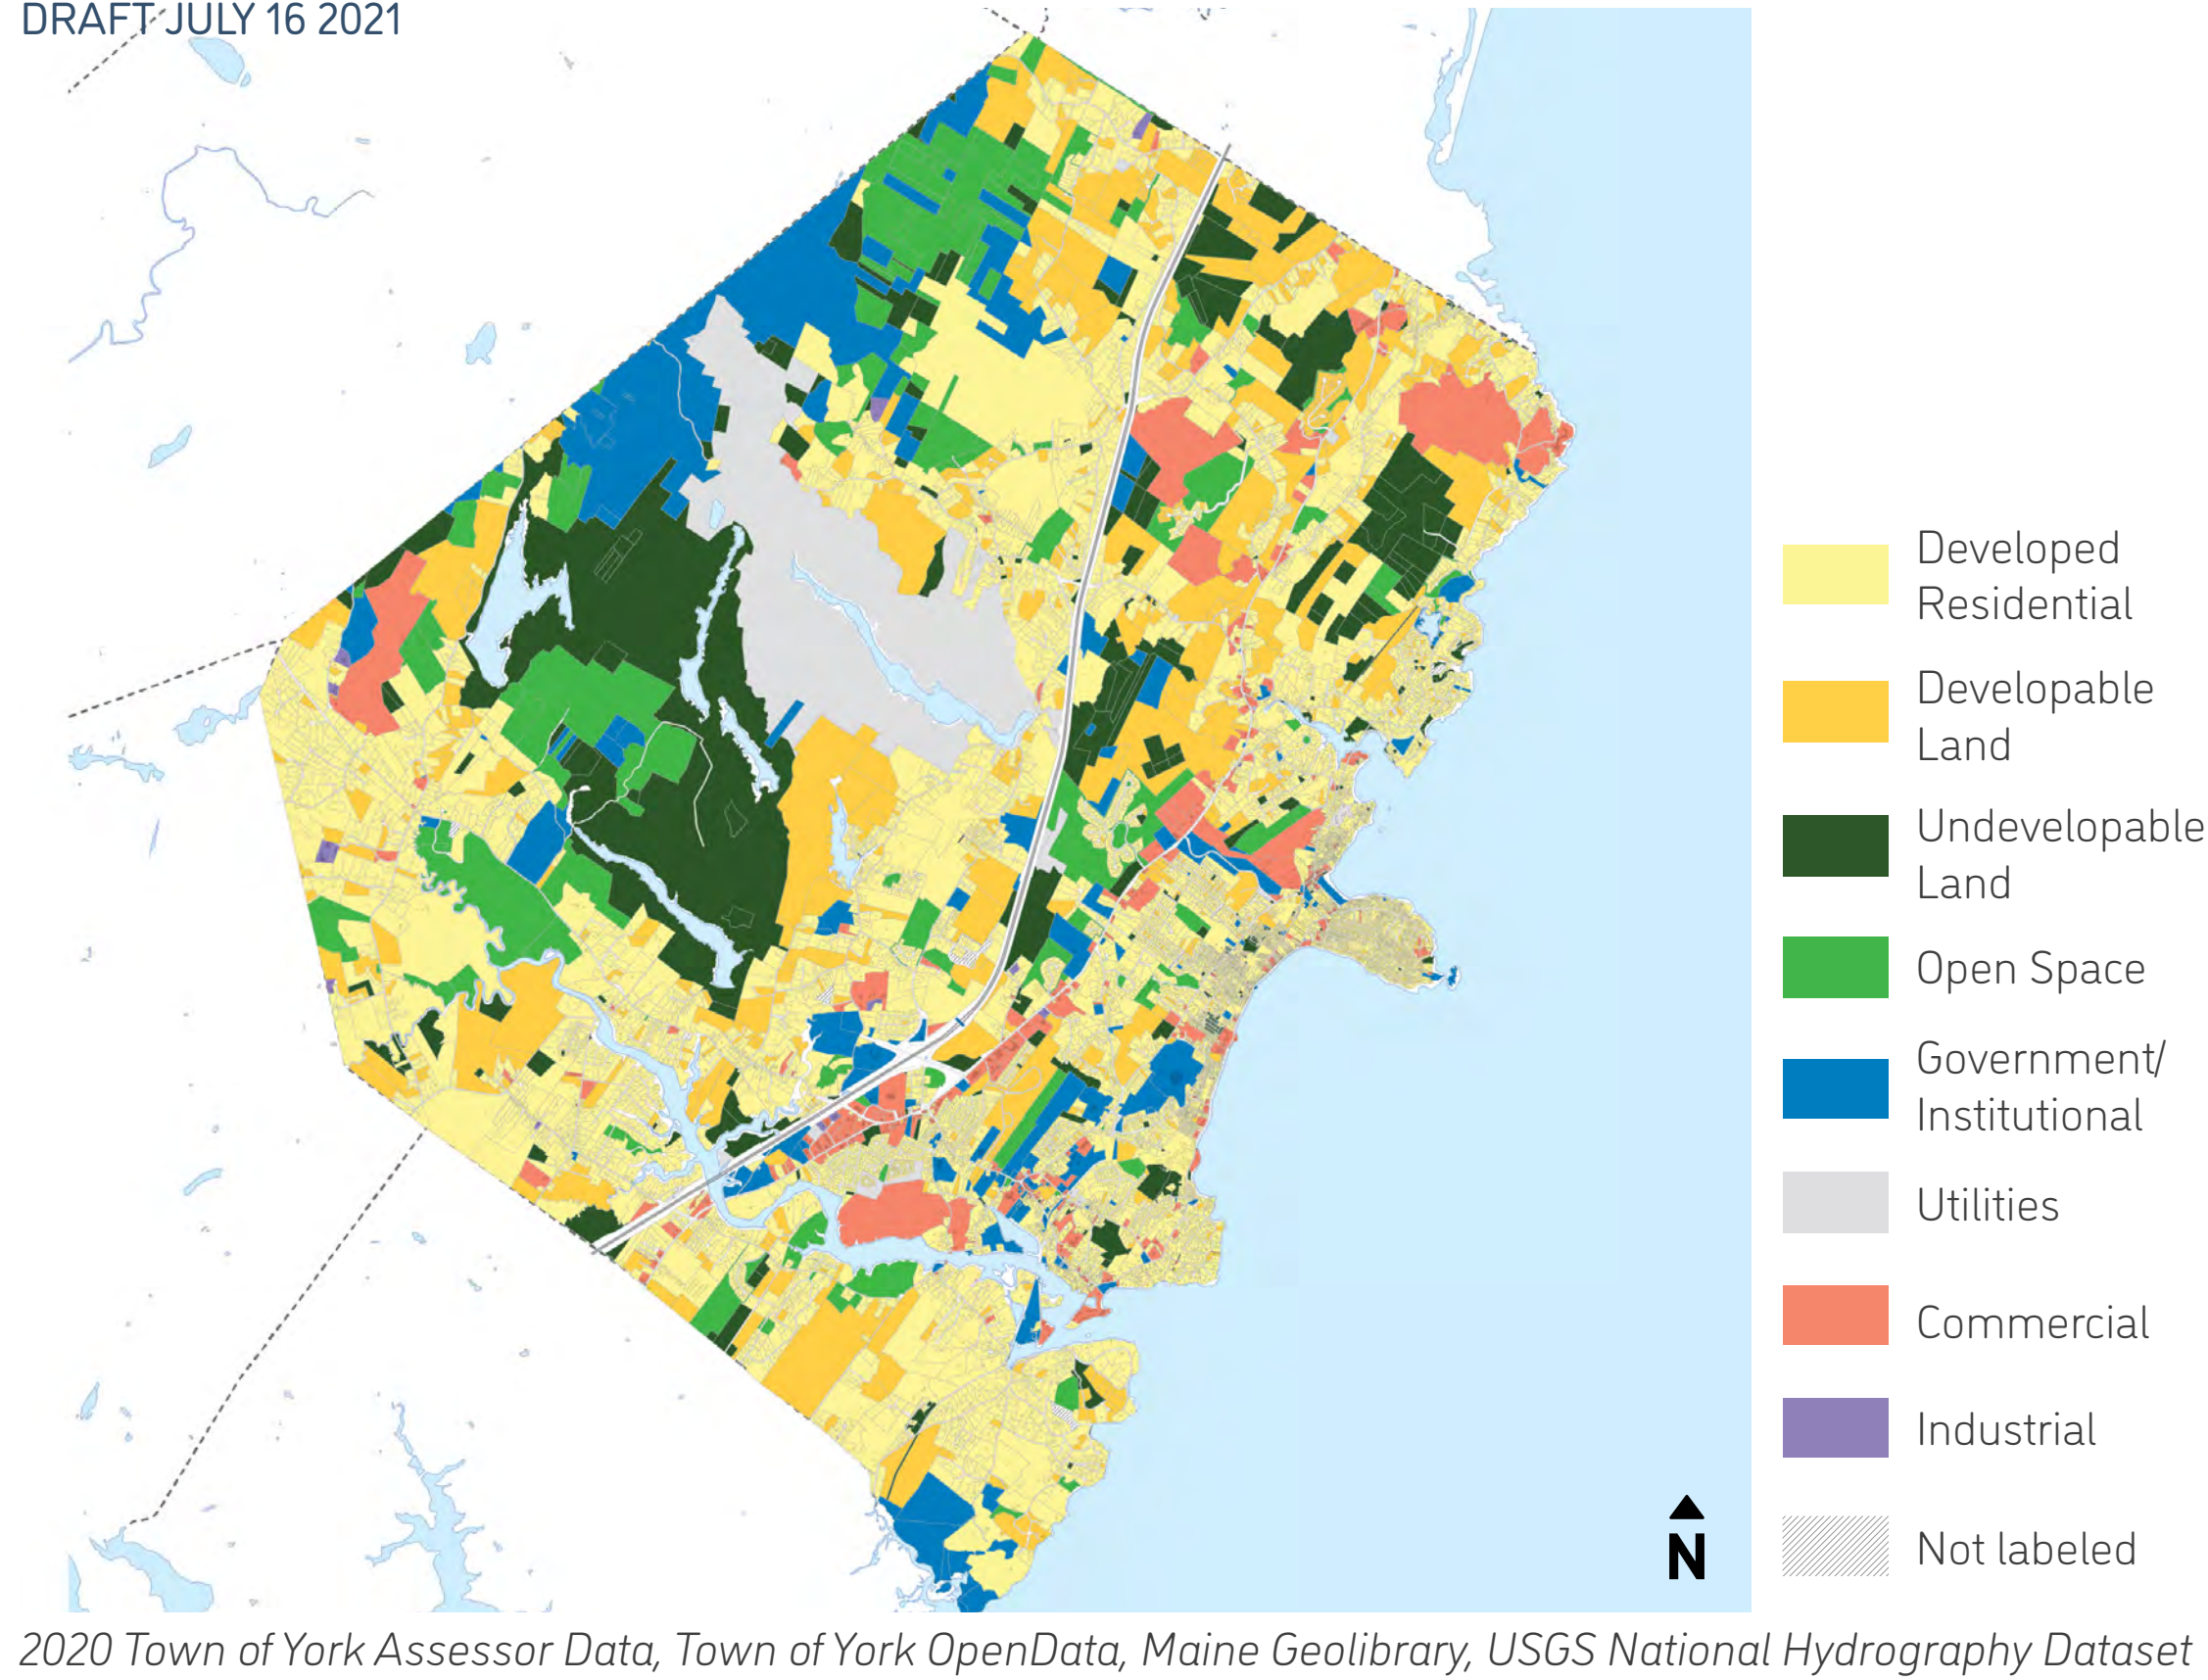 DRAFT JULY 16 2021
Developed
Residential
Developable
Land
Undevelopable
Land
Open Space
Government/
Institutional
Utilities
Commercial
Industrial
Not labeled
N
2020 Town of York Assessor Data, Town of York OpenData, Maine Geolibrary, USGS National Hydrography Dataset